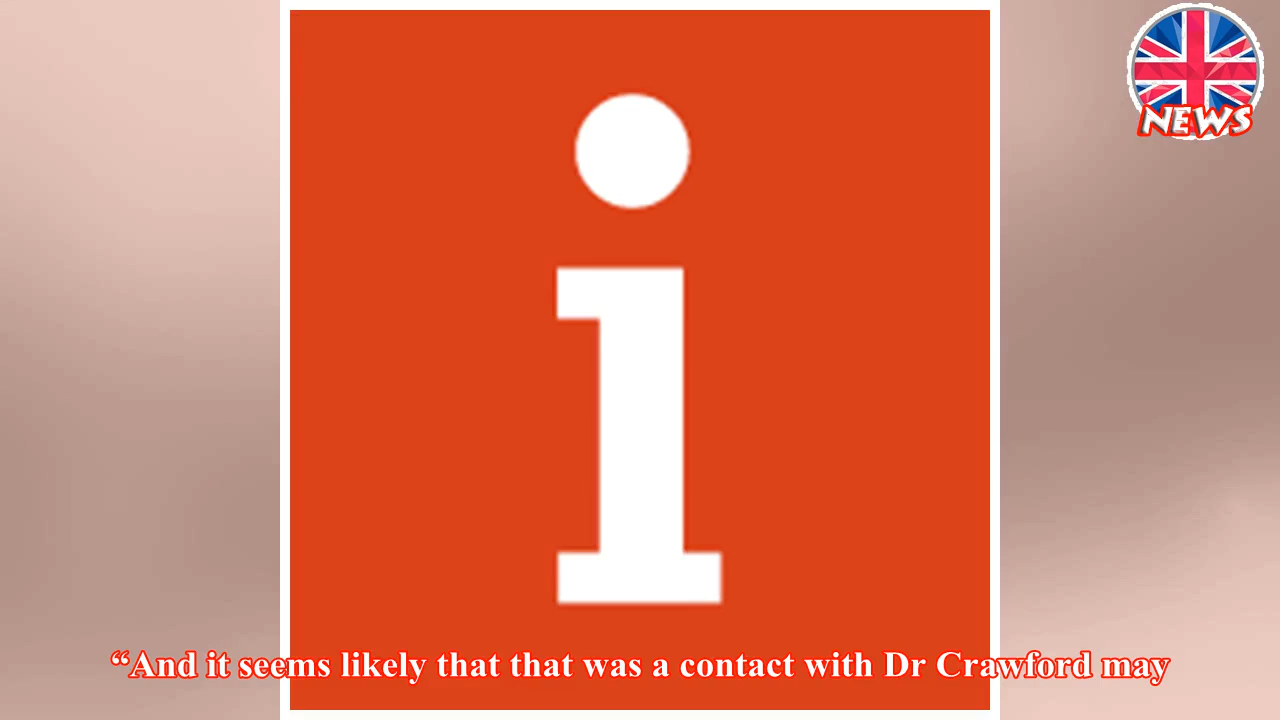 NEWS
i
“And it seems likely that that was a contact with Dr Crawford may